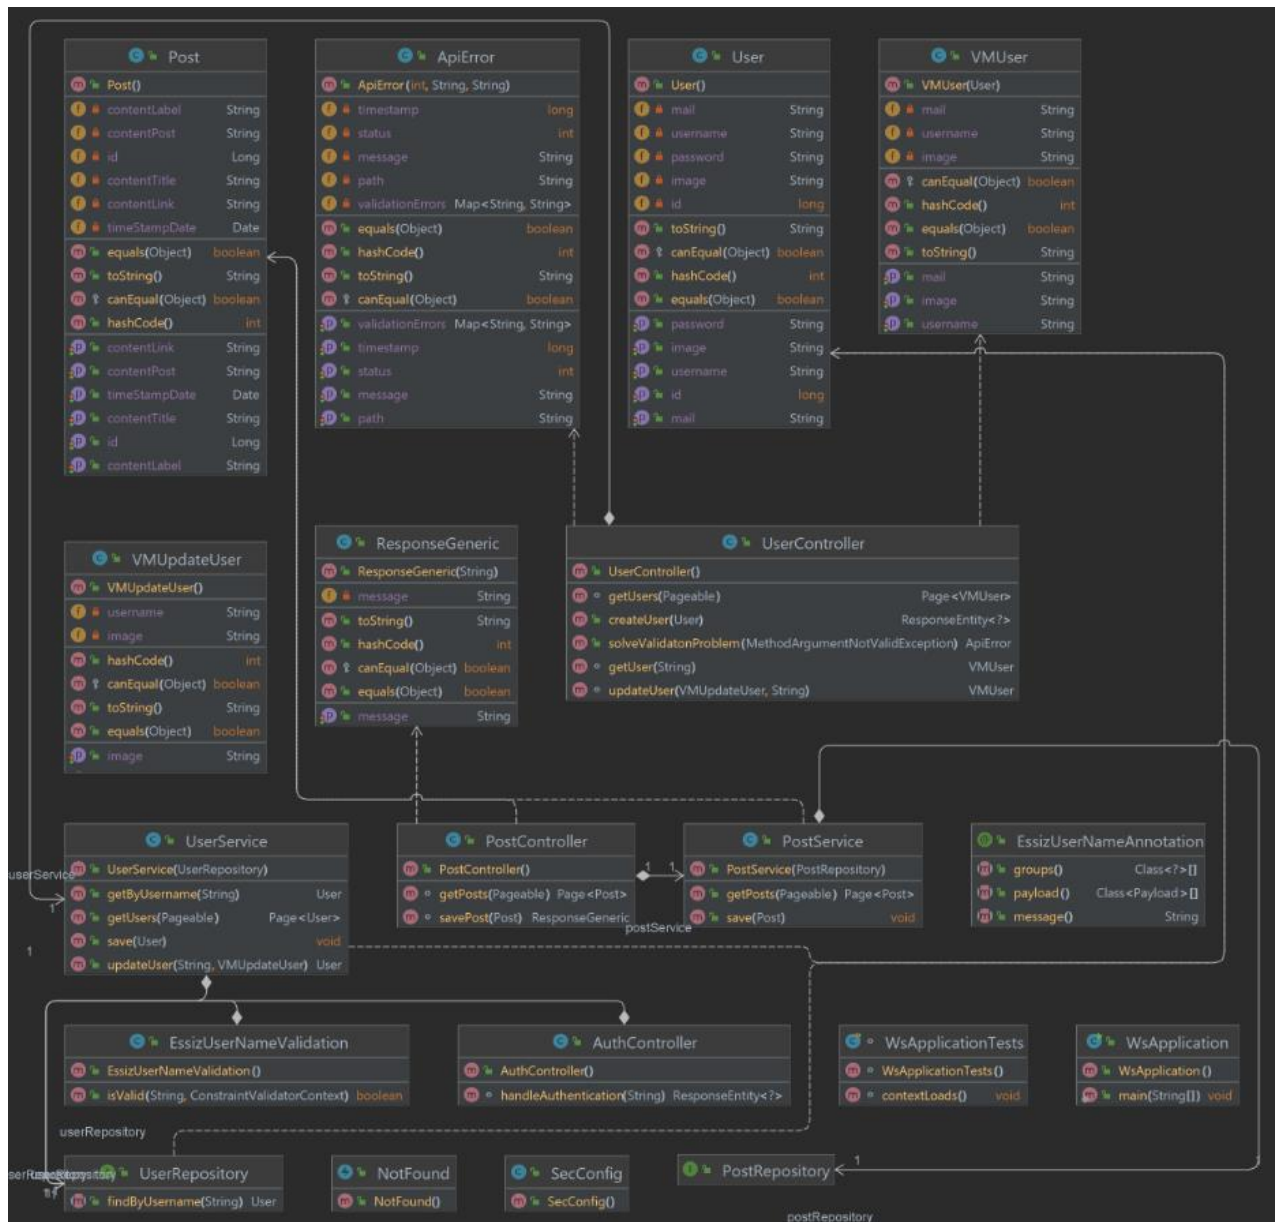 Post
Post()
contentLabel String
contentPost String
id Long
contentTitle String
contentLink String
timeStampDate Date
equals(Object) boolean
toString() String
canEqual(Object) boolean
hashCode() int
contentLink String
contentPost String
timeStampDate Date
contentTitle String
id Long
contentLabel String
ApiError
ApiError(int, String, String)
timestamp long
status int
message String
path String
validationErrors Map<String, String>
equals(Object) boolean
hashCode() int
toString() String
canEqual(Object) boolean
validationErrors Map<String, String>
timestamp long
status int
message String
path String
User
User()
mail String
username String
password String
image String
id long
toString() String
canEqual(Object) boolean
hashCode() int
equals(Object) boolean
password String
image String
username String
id long
mail String
VMUser
VMUser(User)
mail String
username String
image String
canEqual(Object) boolean
hashCode() int
equals(Object) boolean
toString() String
mail String
image String
username String
VMUpdateUser
VMUpdateUser()
username String
image String
hashCode() int
canEqual(Object) boolean
toString() String
equals(Object) boolean
image String
ResponseGeneric
ResponseGeneric(String)
message String
toString() String
hashCode() int
canEqual(Object) boolean
equals(Object) boolean
message String
UserController
UserController()
getUsers(Pageable) Page<VMUser>
createUser(User) ResponseEntity<?>
solveValidatonProblem(MethodArgumentNotValidException) ApiError
getUser(String) VMUser
updateUser(VMUpdateUser, String) VMUser
UserService
UserService(UserRepository)
getByUsername(String) User
getUsers(Pageable) Page<User>
save(User) void
updateUser(String, VMUpdateUser) User
userService
1
1
PostController
PostController()
getPosts(Pageable) Page<Post>
savePost(Post) ResponseGeneric
1
1
postService
PostService
PostService(PostRepository)
getPosts(Pageable) Page<Post>
save(Post) void
EssizUserNameAnnotation
groups() Class<?>[]
payload() Class<Payload>[]
message() String
EssizUserNameValidation
EssizUserNameValidation()
isValid(String, ConstraintValidatorContext) boolean
AuthController
AuthController()
handleAuthentication(String) ResponseEntity<?>
WsApplicationTests
WsApplicationTests()
contextLoads() void
WsApplication
WsApplication()
main(String[]) void
userRepository
UserRepository
findByUsername(String) User
NotFound
NotFound()
SecConfig
SecConfig()
PostRepository
1
postRepository